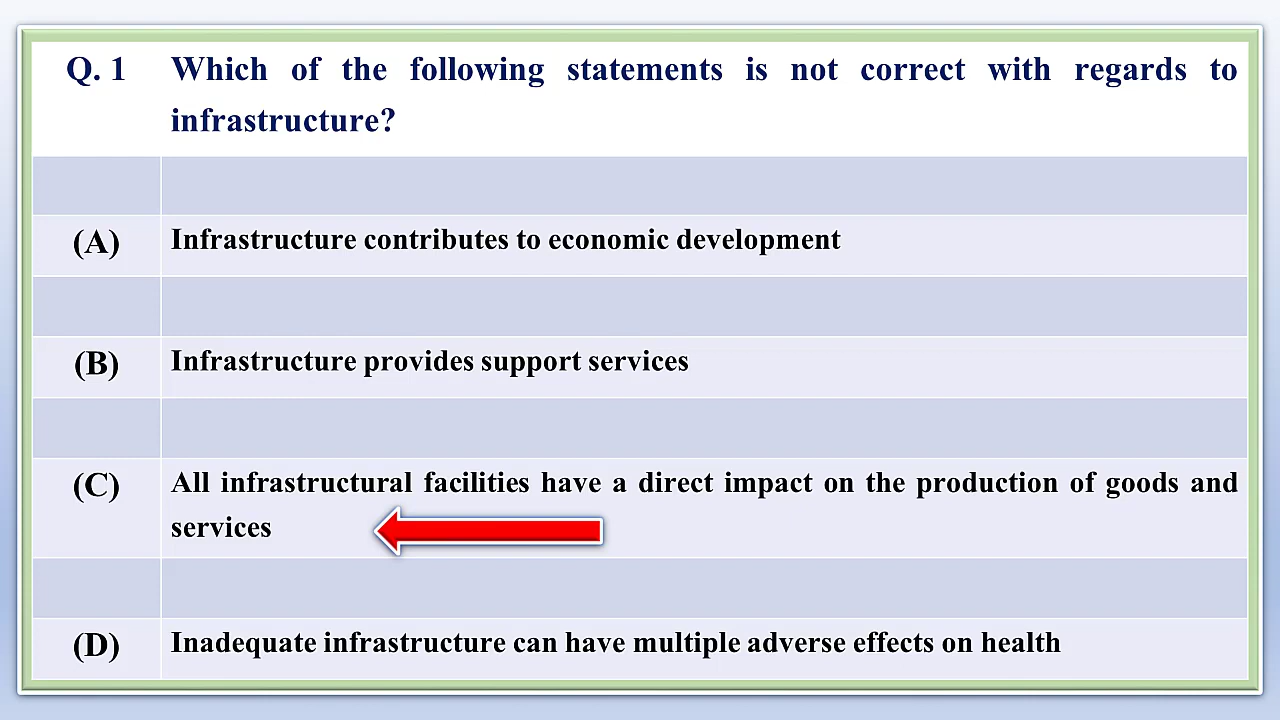 Q. 1 Which of the following statements is not correct with regards to
infrastructure?
(A) Infrastructure contributes to economic development
(B) Infrastructure provides support services
(C) All infrastructural facilities have a direct impact on the production of goods and
services
(D) Inadequate infrastructure can have multiple adverse effects on health